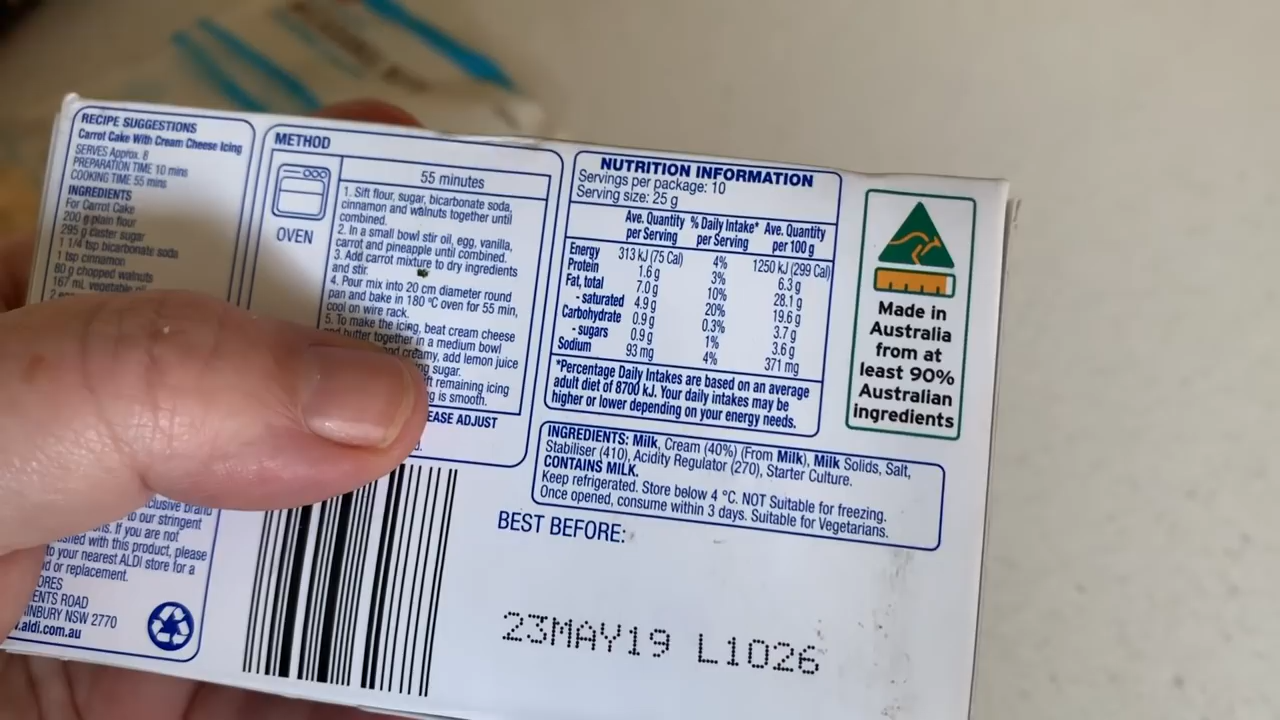 RECIPE SUGGESTIONS
Carrot Cake With Cream Cheese Icing
SERVES Approx. 8
PREPARATION TIME 10 mins
COOKING TIME 55 mins
INGREDIENTS
For Carrot Cake
200 g plain flour
295 g caster sugar
1 1/4 tsp bicarbonate soda
1 tsp cinnamon
80 g chopped walnuts
167 mL vegetable
METHOD
OVEN
55 minutes
1. Sift flour, sugar, bicarbonate soda,
cinnamon and walnuts together until
combined.
2. In a small bowl stir oil, egg, vanilla,
carrot and pineapple until combined.
3. Add carrot mixture to dry ingredients
and stir.
4. Pour mix into 20 cm diameter round
pan and bake in 180 °C oven for 55 min,
cool on wire rack.
5. To make the icing, beat cream cheese
and butter together in a medium bowl
and creamy, add lemon juice
sugar.
remaining icing
is smooth.
ADJUST
NUTRITION INFORMATION
Servings per package: 10
Serving size: 25 g
Ave. Quantity per Serving % Daily Intake* per Serving Ave. Quantity per 100 g
Energy 313 kJ (75 Cal) 4% 1250 kJ (299 Cal)
Protein 1.6 g 3% 6.3 g
Fat, total 7.0 g 10% 28.1 g
- saturated 4.9 g 20% 19.6 g
Carbohydrate 0.9 g 0.3% 3.7 g
- sugars 0.9 g 1% 3.6 g
Sodium 93 mg 4% 371 mg
*Percentage Daily Intakes are based on an average
adult diet of 8700 kJ. Your daily intakes may be
higher or lower depending on your energy needs.
INGREDIENTS: Milk, Cream (40%) (From Milk), Milk Solids, Salt,
Stabiliser (410), Acidity Regulator (270), Starter Culture.
CONTAINS MILK.
Keep refrigerated. Store below 4 °C. NOT Suitable for freezing.
Once opened, consume within 3 days. Suitable for Vegetarians.
Made in
Australia
from at
least 90%
Australian
ingredients
BEST BEFORE:
23MAY19 L1026
brand
to our stringent
If you are not
with this product, please
to your nearest ALDI store for a
or replacement.
ROAD
NSW 2770
.aldi.com.au